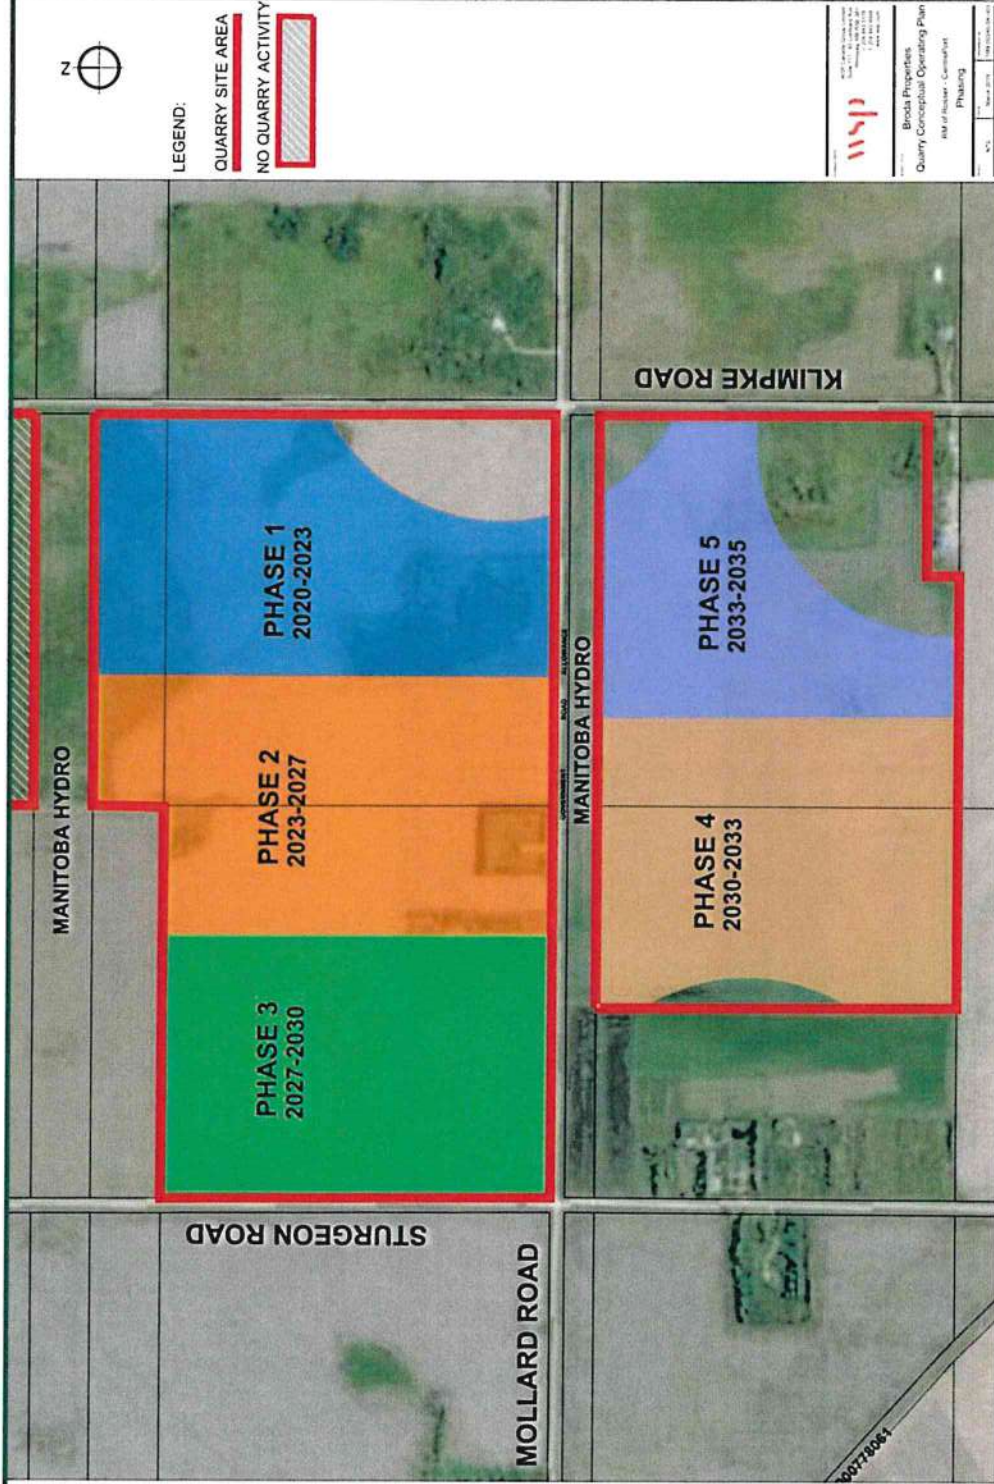 N
LEGEND:
QUARRY SITE AREA
NO QUARRY ACTIVITY
MANITOBA HYDRO
PHASE 3
2027-2030
PHASE 2
2023-2027
PHASE 1
2020-2023
STURGEON ROAD
MOLLARD ROAD
GOVERNMENT ROAD ALLOWANCE
MANITOBA HYDRO
KLIMPKE ROAD
PHASE 4
2030-2033
PHASE 5
2033-2035
wsp
Broda Properties
Quarry Conceptual Operating Plan
RM of Rosser - CentrePort
Phasing